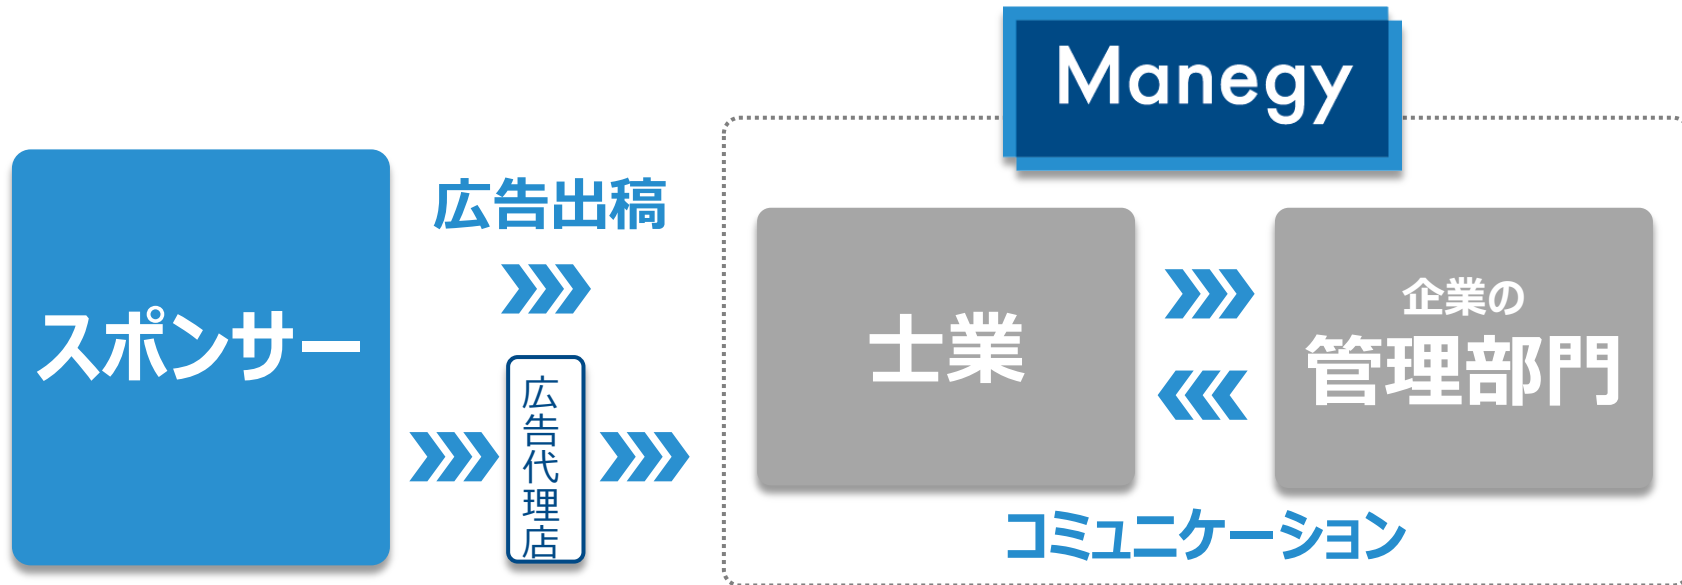 Manegy
スポンサー
広告出稿
広告代理店
士業
企業の
管理部門
コミュニケーション